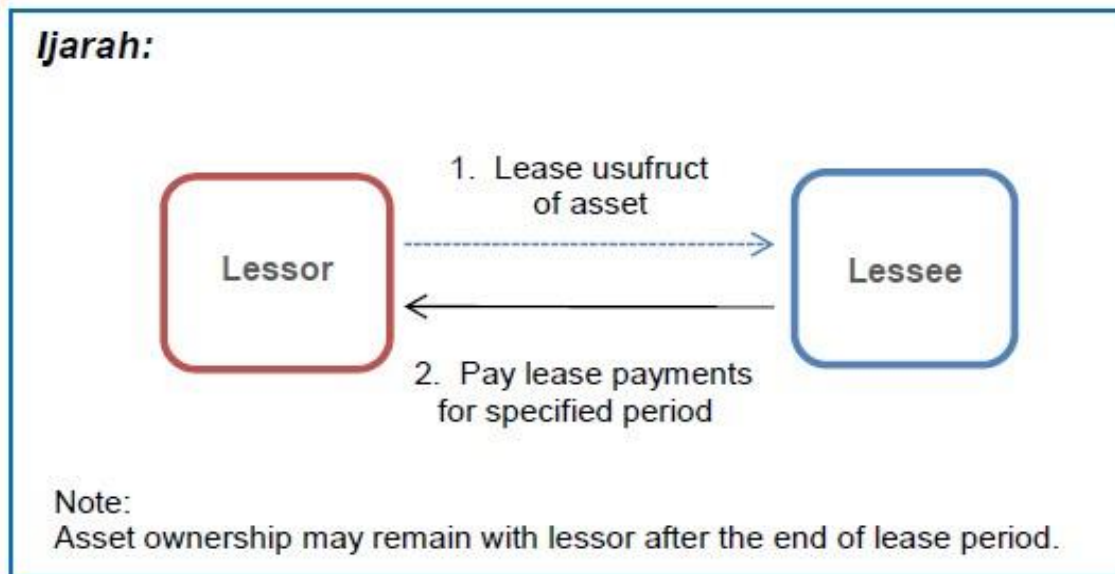 Ijarah:
1. Lease usufruct
of asset
Lessor
Lessee
2. Pay lease payments
for specified period
Note:
Asset ownership may remain with lessor after the end of lease period.